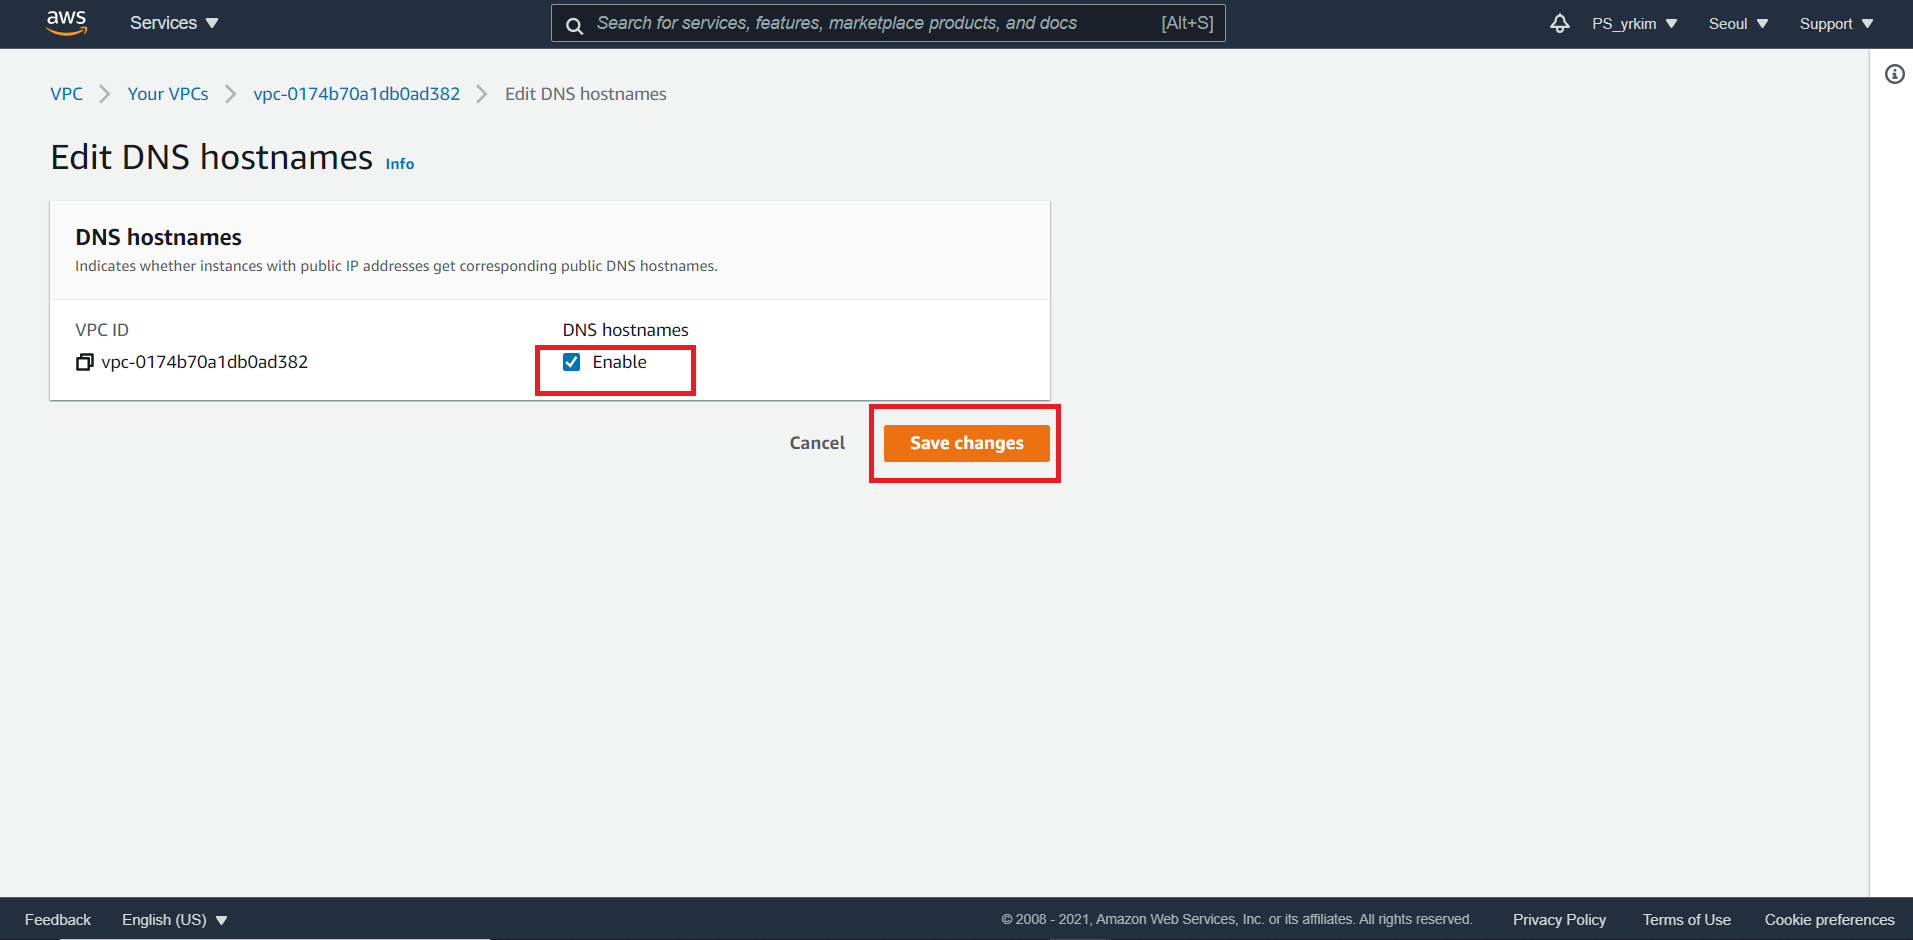 aws Services Search for services, features, marketplace products, and docs [Alt+S] PS_yrkim Seoul Support
VPC Your VPCs vpc-0174b70a1db0ad382 Edit DNS hostnames
Edit DNS hostnames Info
DNS hostnames
Indicates whether instances with public IP addresses get corresponding public DNS hostnames.
VPC ID DNS hostnames
vpc-0174b70a1db0ad382 Enable
Cancel Save changes
Feedback English (US) © 2008 - 2021, Amazon Web Services, Inc. or its affiliates. All rights reserved. Privacy Policy Terms of Use Cookie preferences